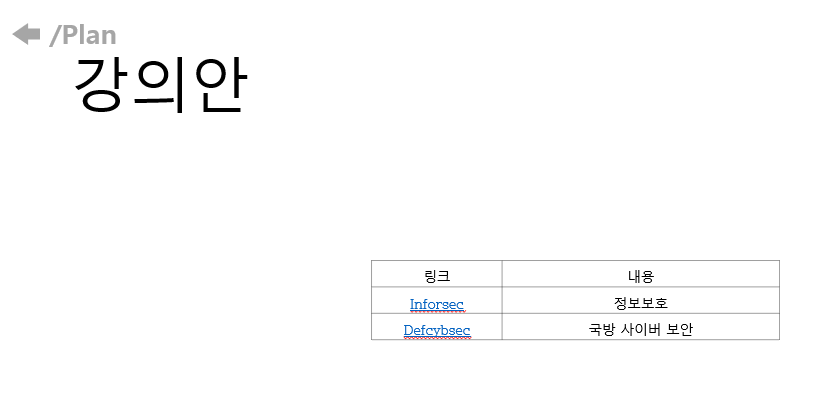 /Plan
강의안
링크 내용
Inforsec 정보보호
Defcybsec 국방 사이버 보안